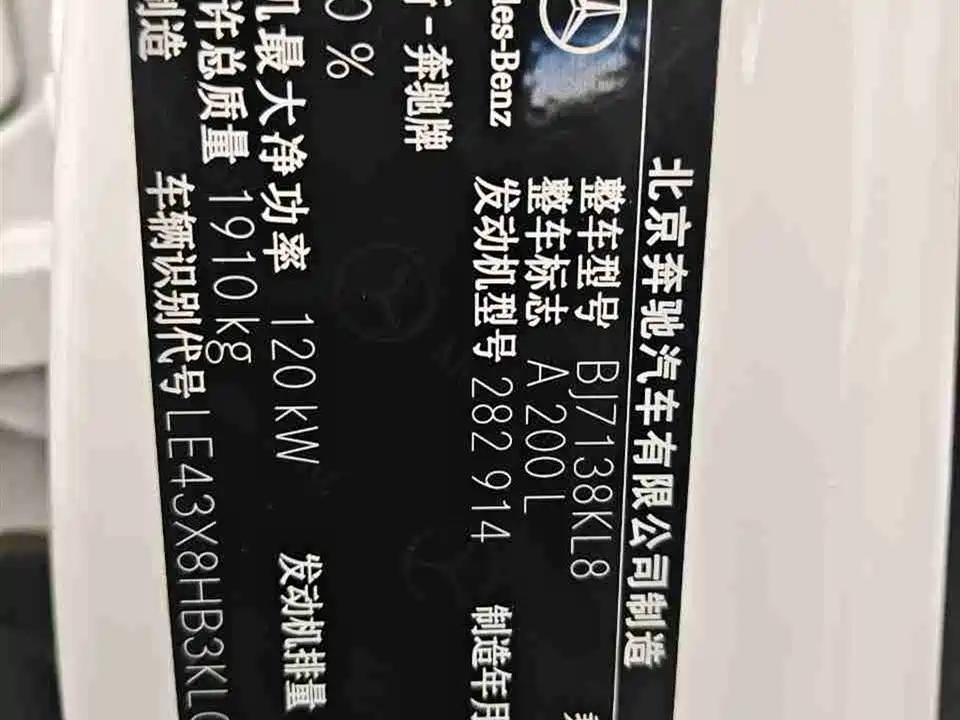 北京奔驰汽车有限公司制造
des-Benz
整车型号 BJ7138KL8
整车标志 A 200 L
发动机型号 282 914 制造年月
-奔驰牌
0 %
机最大净功率 120 kW 发动机排量
许总质量 1910 kg
制造
车辆识别代号 LE43X8HB3KL